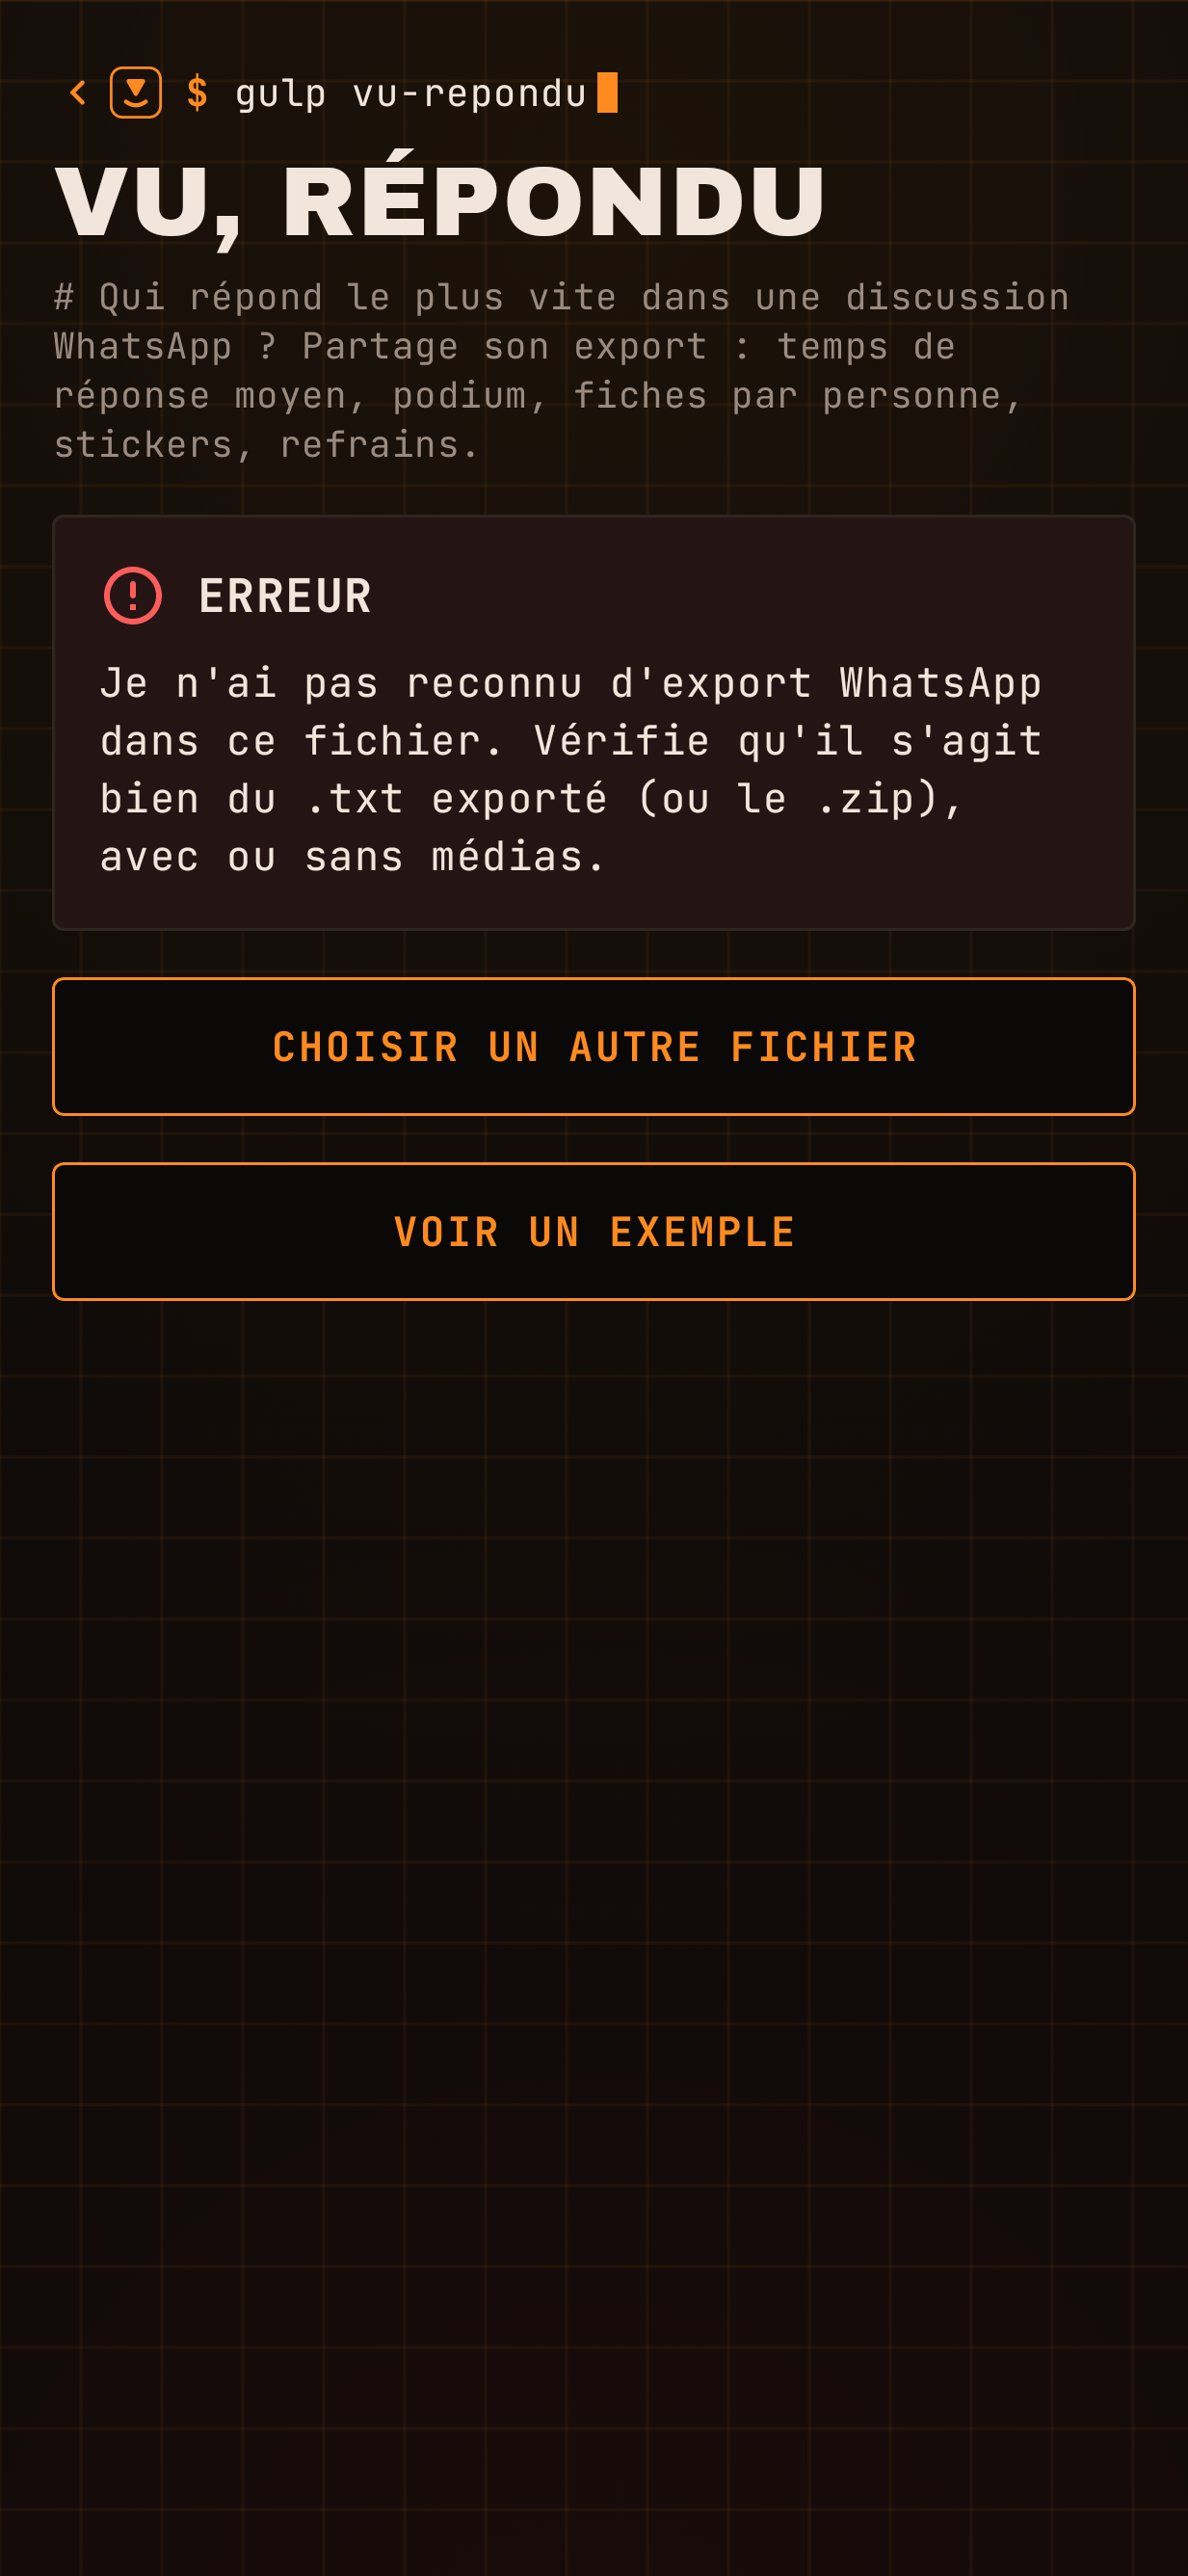 $ gulp vu-repondu
VU, RÉPONDU
# Qui répond le plus vite dans une discussion
WhatsApp ? Partage son export : temps de
réponse moyen, podium, fiches par personne,
stickers, refrains.
ERREUR
Je n'ai pas reconnu d'export WhatsApp
dans ce fichier. Vérifie qu'il s'agit
bien du .txt exporté (ou le .zip),
avec ou sans médias.
CHOISIR UN AUTRE FICHIER
VOIR UN EXEMPLE